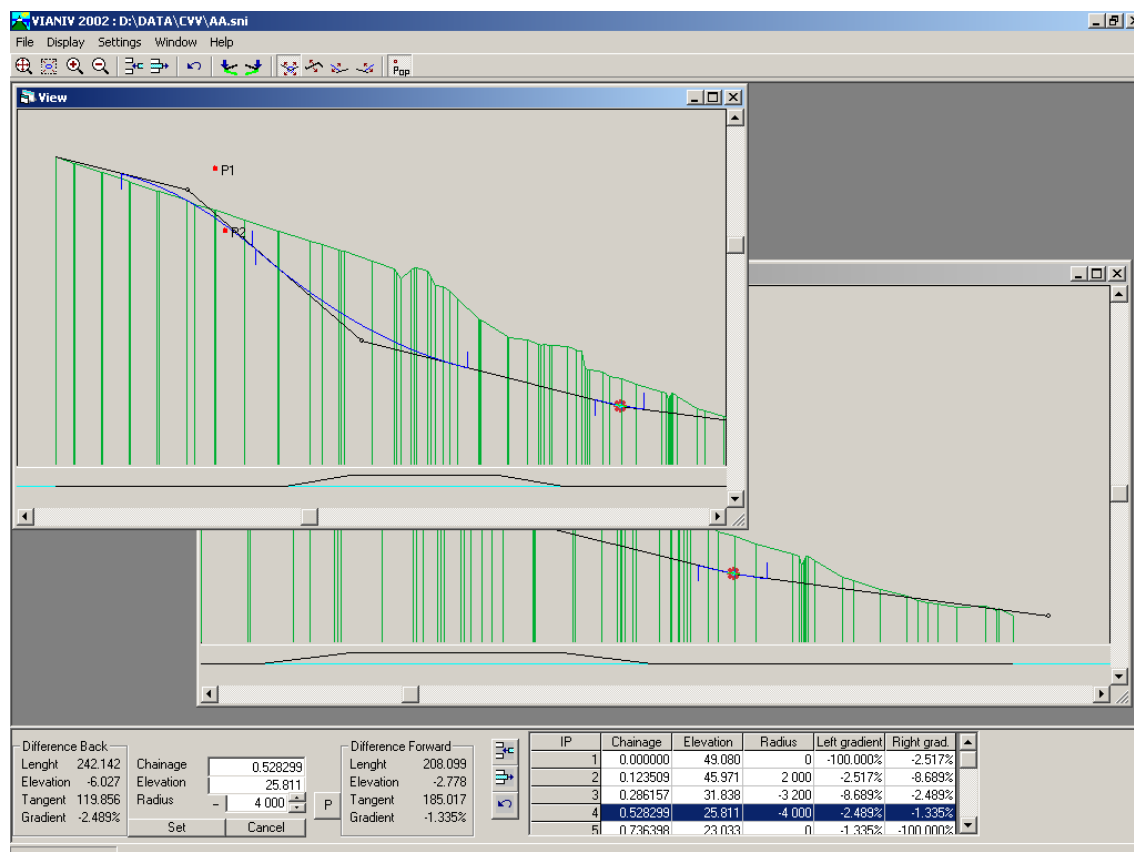 VIANIV 2002 : D:\DATA\CVV\AA.sni
File Display Settings Window Help
Pop
View
P1
P2
Difference Back
Lenght 242.142
Elevation -6.027
Tangent 119.856
Gradient -2.489%
Chainage 0.528299
Elevation 25.811
Radius - 4 000
Set Cancel
P
Difference Forward
Lenght 208.099
Elevation -2.778
Tangent 185.017
Gradient -1.335%
IP Chainage Elevation Radius Left gradient Right grad.
1 0.000000 49.080 0 -100.000% -2.517%
2 0.123509 45.971 2 000 -2.517% -8.689%
3 0.286157 31.838 -3 200 -8.689% -2.489%
4 0.528299 25.811 -4 000 -2.489% -1.335%
5 0.736398 23.033 0 -1.335% -100.000%